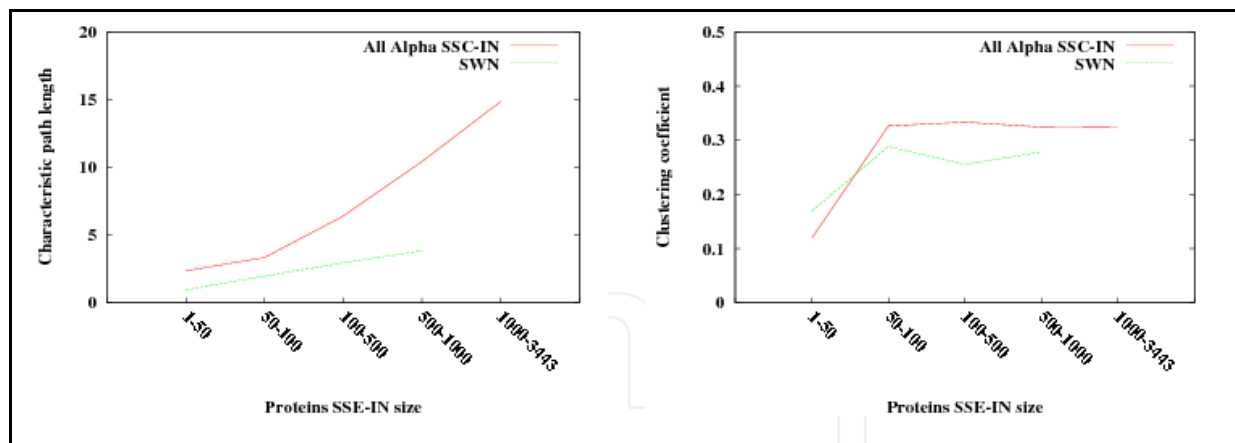 20
15
10
5
0
Characteristic path length
All Alpha SSC-IN
SWN
1-50
50-100
100-500
500-1000
1000-3443
Proteins SSE-IN size
0.5
0.4
0.3
0.2
0.1
0
Clustering coefficient
All Alpha SSC-IN
SWN
1-50
50-100
100-500
500-1000
1000-3443
Proteins SSE-IN size